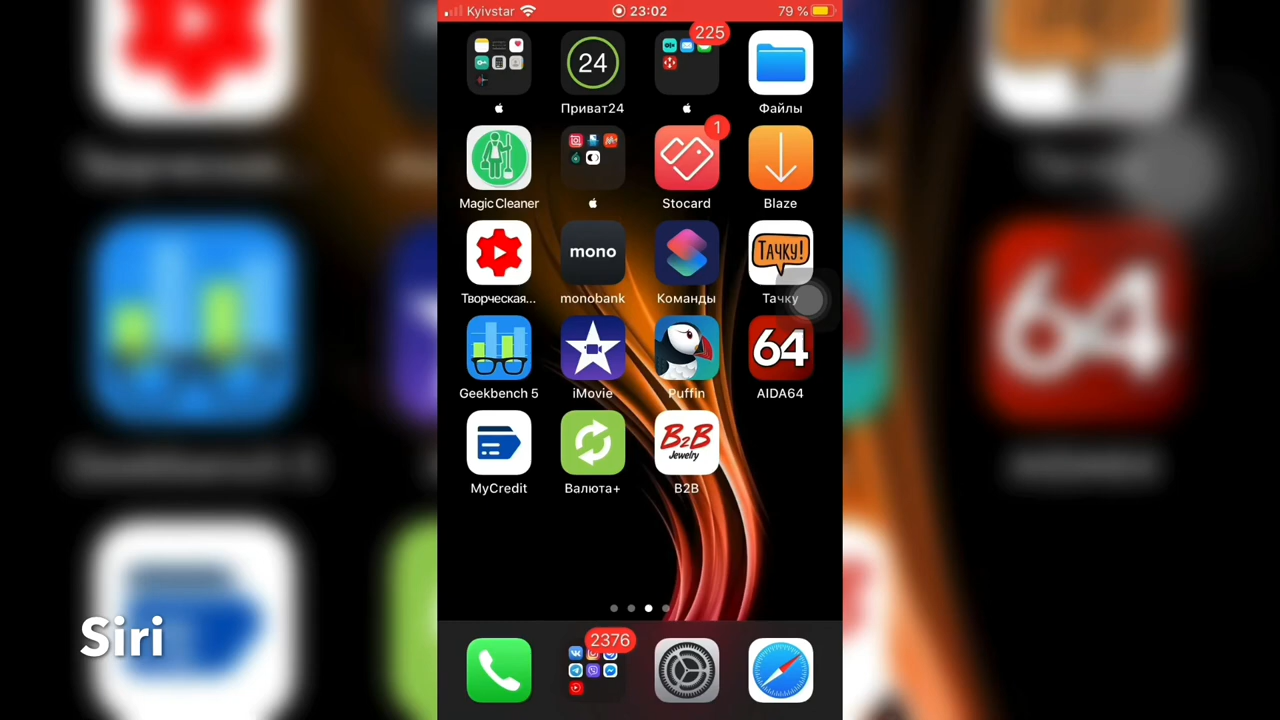 Kyivstar 23:02 79 %
225
24
Приват24 Файлы
1
Magic Cleaner Stocard Blaze
mono ТАЧКУ!
Творческая... monobank Команды Тачку
64
Geekbench 5 iMovie Puffin AIDA64
B2B
Jewelry
MyCredit Валюта+ B2B
Siri
2376